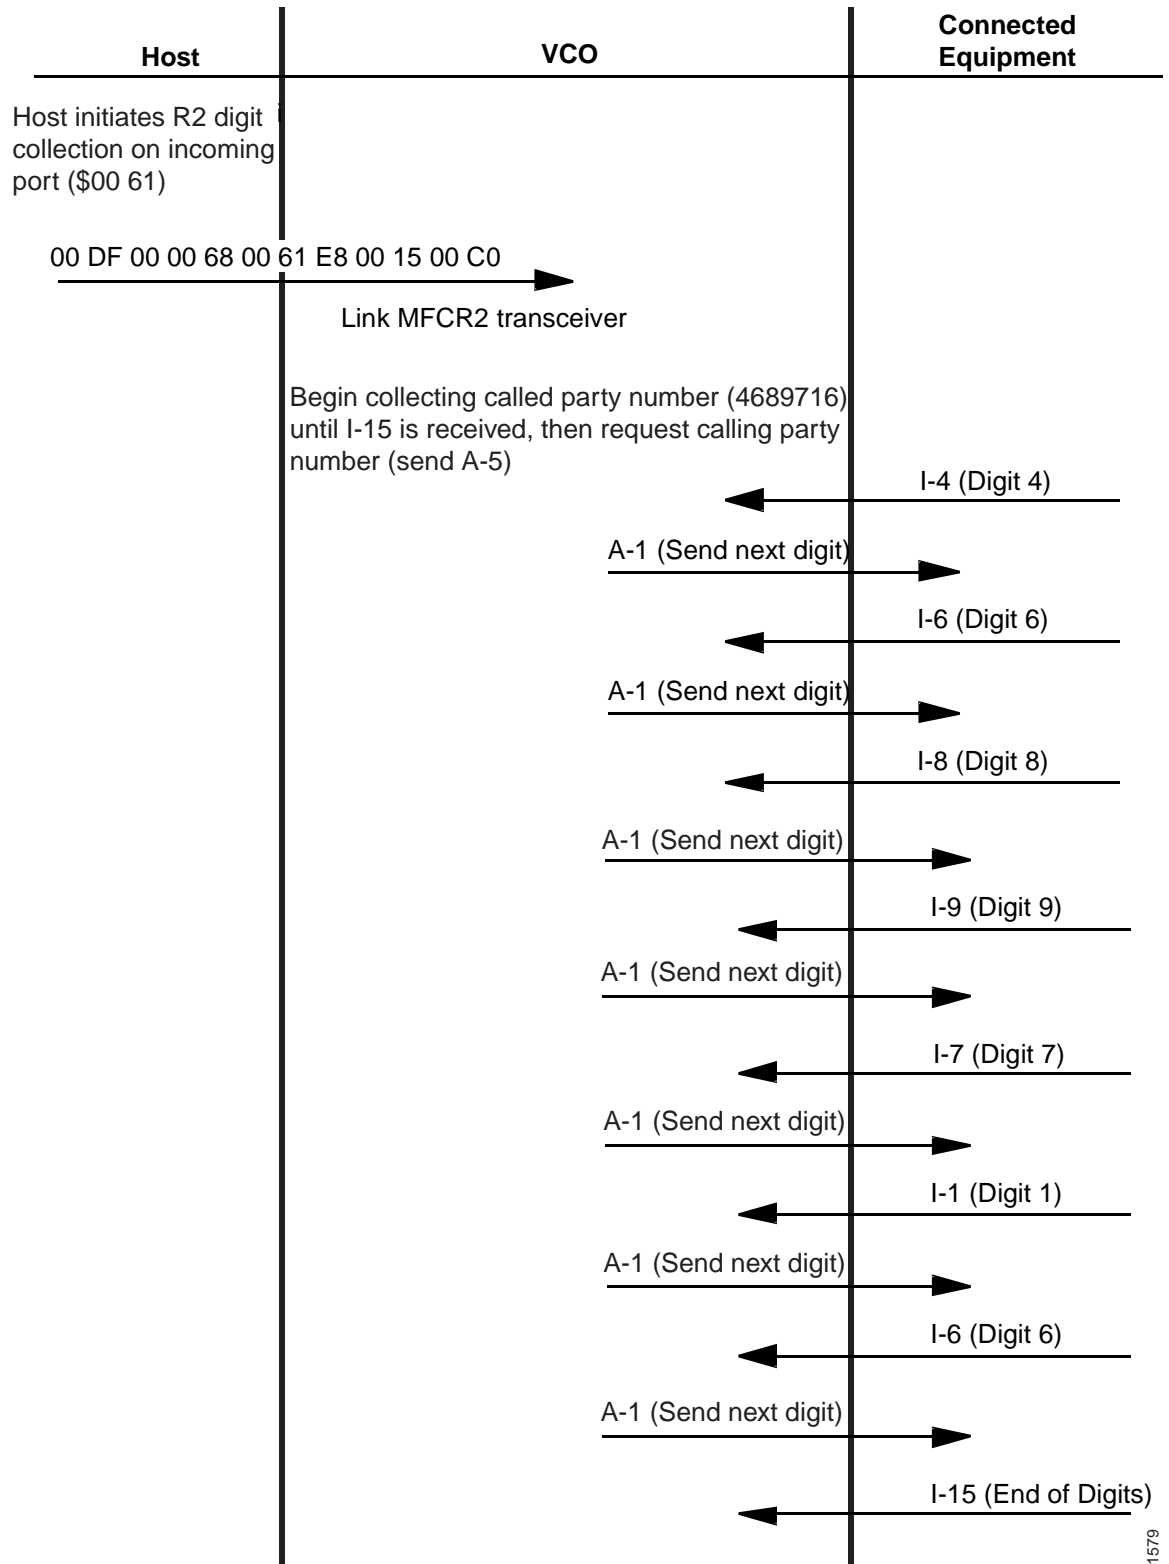 Host
VCO
Connected
Equipment
Host initiates R2 digit
collection on incoming
port ($00 61)
00 DF 00 00 68 00 61 E8 00 15 00 C0
Link MFCR2 transceiver
Begin collecting called party number (4689716)
until I-15 is received, then request calling party
number (send A-5)
I-4 (Digit 4)
A-1 (Send next digit)
I-6 (Digit 6)
A-1 (Send next digit)
I-8 (Digit 8)
A-1 (Send next digit)
I-9 (Digit 9)
A-1 (Send next digit)
I-7 (Digit 7)
A-1 (Send next digit)
I-1 (Digit 1)
A-1 (Send next digit)
I-6 (Digit 6)
A-1 (Send next digit)
I-15 (End of Digits)
1579